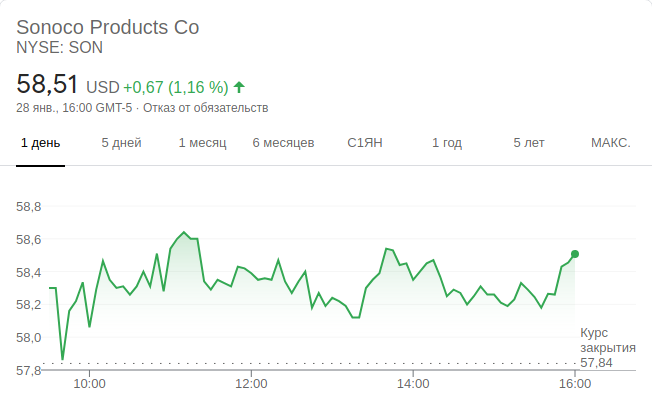 Sonoco Products Co
NYSE: SON
58,51 USD +0,67 (1,16 %)
28 янв., 16:00 GMT-5 · Отказ от обязательств
1 день 5 дней 1 месяц 6 месяцев С1ЯН 1 год 5 лет МАКС.
58,8
58,6
58,4
58,2
58,0
57,8
Курс
закрытия
57,84
10:00 12:00 14:00 16:00